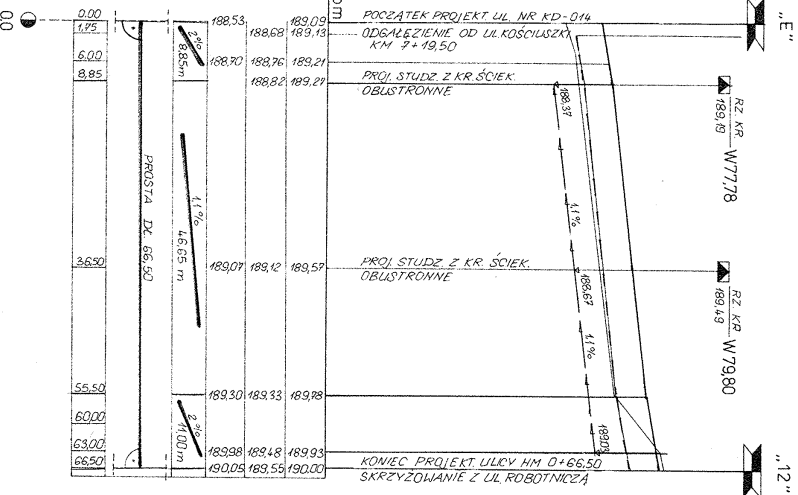 „E"
„12"
0.0
pm
0.00 188,53 189,09 POCZĄTEK PROJEKT. UL. NR KD-014
1,75 188,68 189,13 ODGAŁĘZIENIE OD UL.KOŚCIUSZKI
KM 7+19,50
6,00 188,70 188,76 189,21
8,85 188,82 189,27 PROJ. STUDZ. Z KR. ŚCIEK.
OBUSTRONNE
36,50 189,07 189,12 189,57 PROJ. STUDZ. Z KR. ŚCIEK.
OBUSTRONNE
55,50 189,30 189,33 189,78
60,00
63,00 189,98 189,48 189,93
66,50 190,05 189,55 190,00 KONIEC PROJEKT. ULICY HM 0+66,50
SKRZYŻOWANIE Z UL. ROBOTNICZĄ
PROSTA DŁ. 66,50
2%
8,85m
1,1%
46,65 m
2%
11,00m
188,37
1,1%
188,67
1,1%
189,03
RZ. KR
189,19
W77,78
RZ. KR
189,49
W79,80